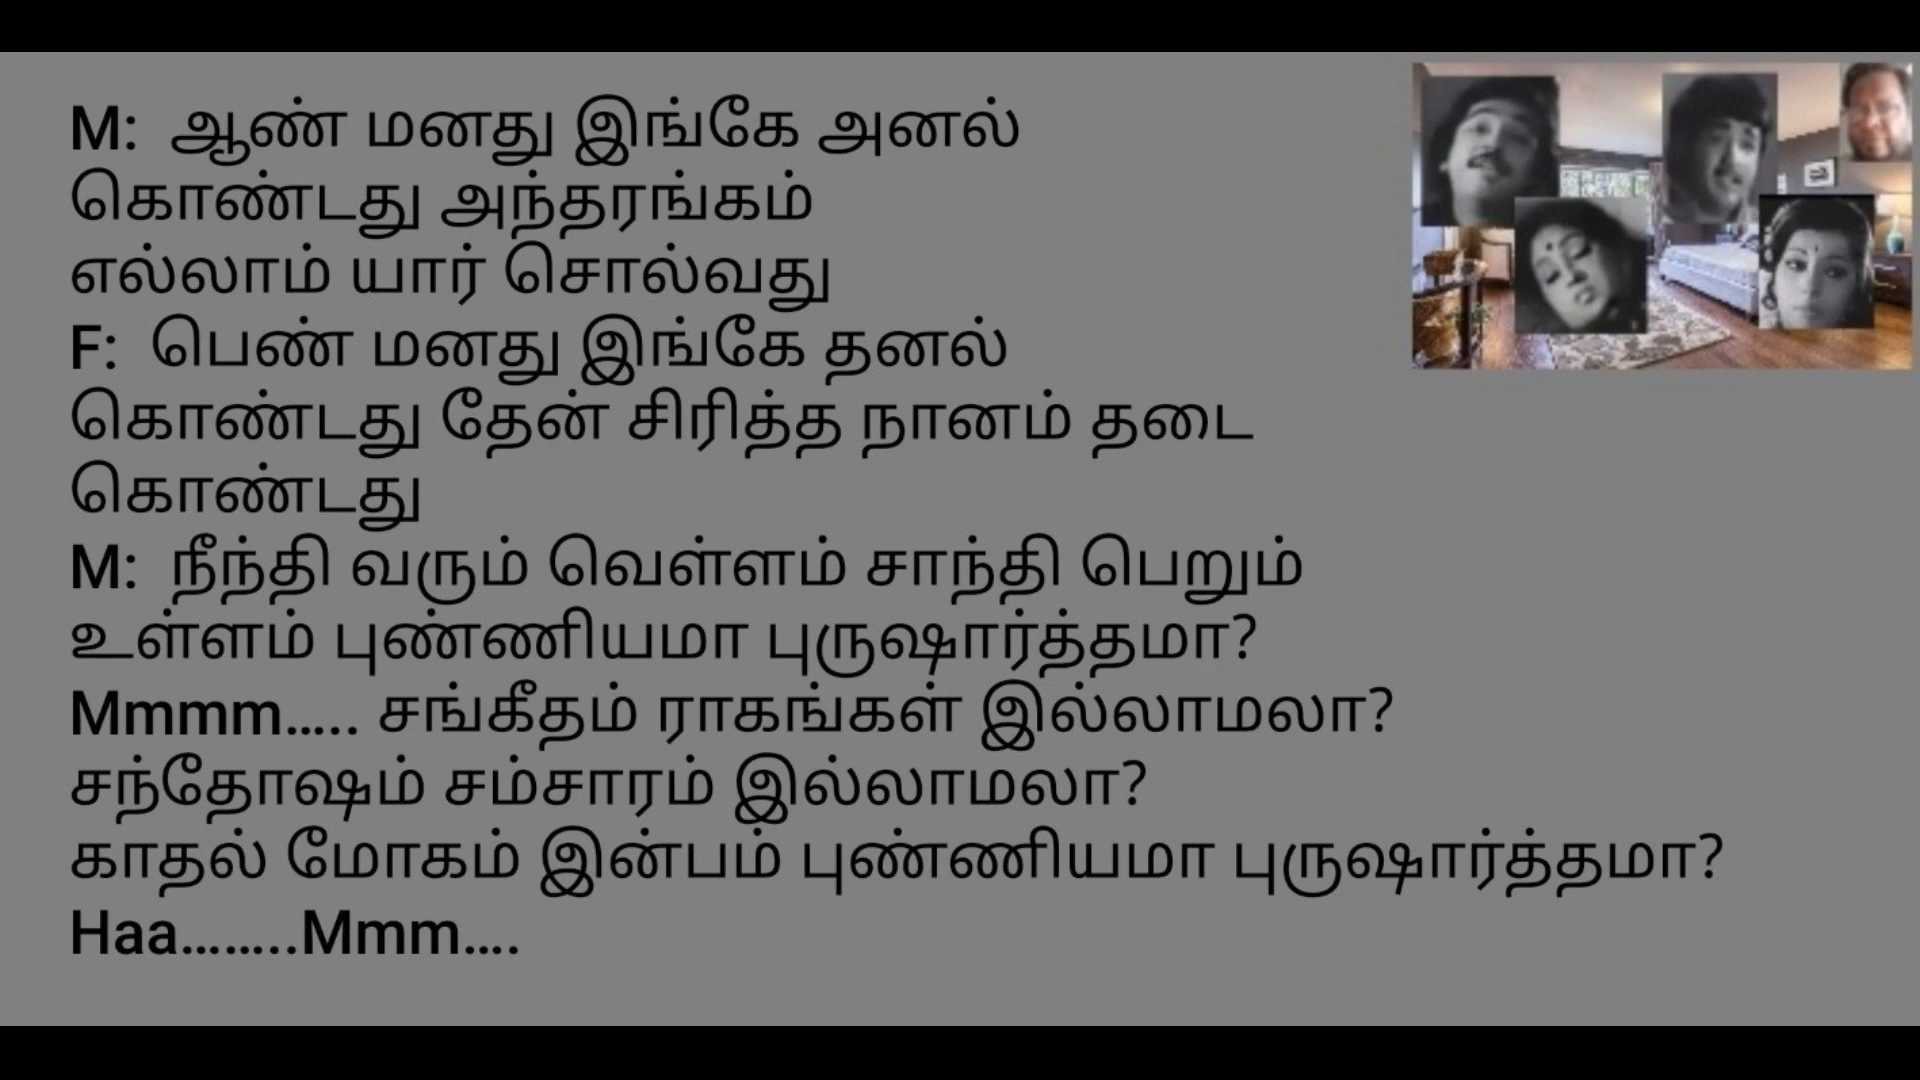 M: ஆண் மனது இங்கே அனல்
கொண்டது அந்தரங்கம்
எல்லாம் யார் சொல்வது
F: பெண் மனது இங்கே தனல்
கொண்டது தேன் சிரித்த நானம் தடை
கொண்டது
M: நீந்தி வரும் வெள்ளம் சாந்தி பெறும்
உள்ளம் புண்ணியமா புருஷார்த்தமா?
Mmmm….. சங்கீதம் ராகங்கள் இல்லாமலா?
சந்தோஷம் சம்சாரம் இல்லாமலா?
காதல் மோகம் இன்பம் புண்ணியமா புருஷார்த்தமா?
Haa……..Mmm….